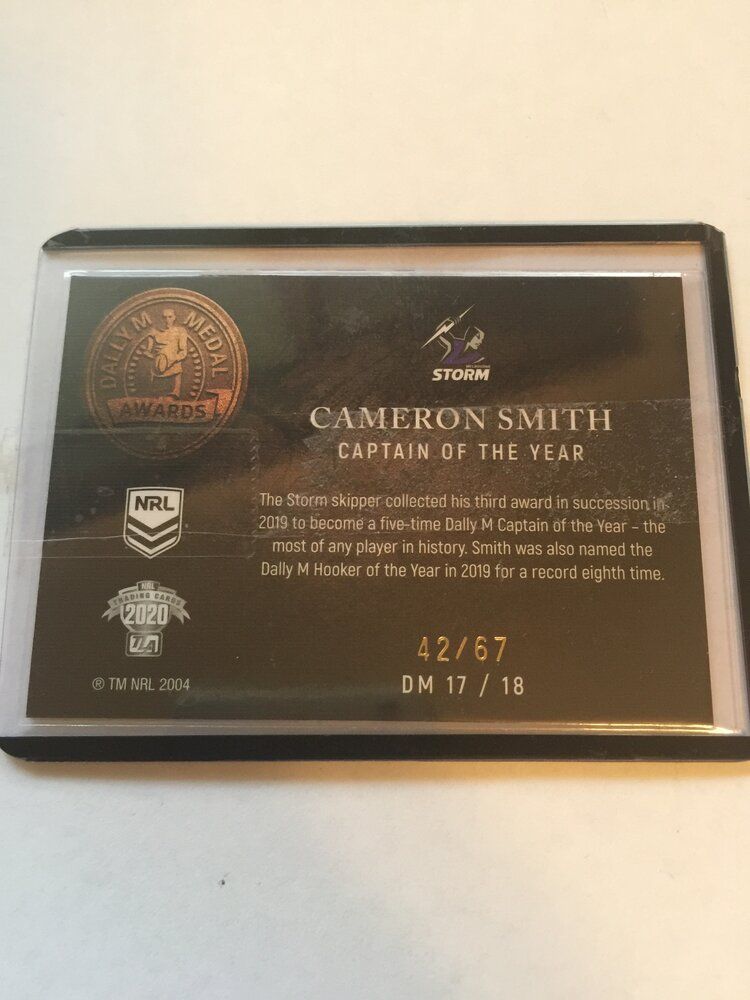 DALLY M MEDAL
AWARDS
STORM
CAMERON SMITH
CAPTAIN OF THE YEAR
NRL
The Storm skipper collected his third award in succession in
2019 to become a five-time Dally M Captain of the Year – the
most of any player in history. Smith was also named the
Dally M Hooker of the Year in 2019 for a record eighth time.
NRL
TRADING CARDS
2020
42/67
® TM NRL 2004
DM 17 / 18